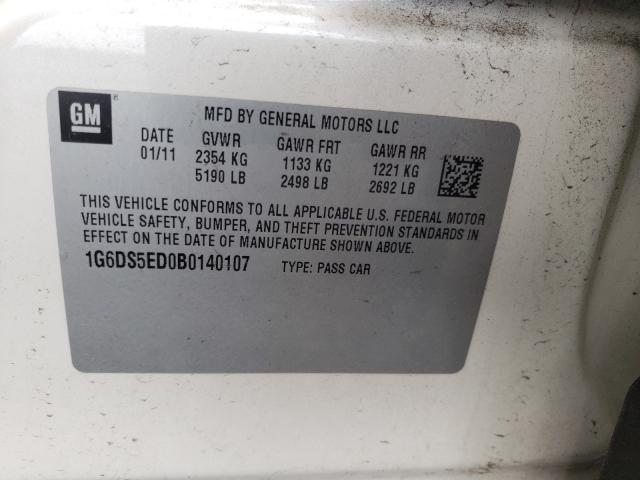 GM
MFD BY GENERAL MOTORS LLC
DATE GVWR GAWR FRT GAWR RR
01/11 2354 KG 1133 KG 1221 KG
5190 LB 2498 LB 2692 LB
THIS VEHICLE CONFORMS TO ALL APPLICABLE U.S. FEDERAL MOTOR
VEHICLE SAFETY, BUMPER, AND THEFT PREVENTION STANDARDS IN
EFFECT ON THE DATE OF MANUFACTURE SHOWN ABOVE.
1G6DS5ED0B0140107 TYPE: PASS CAR